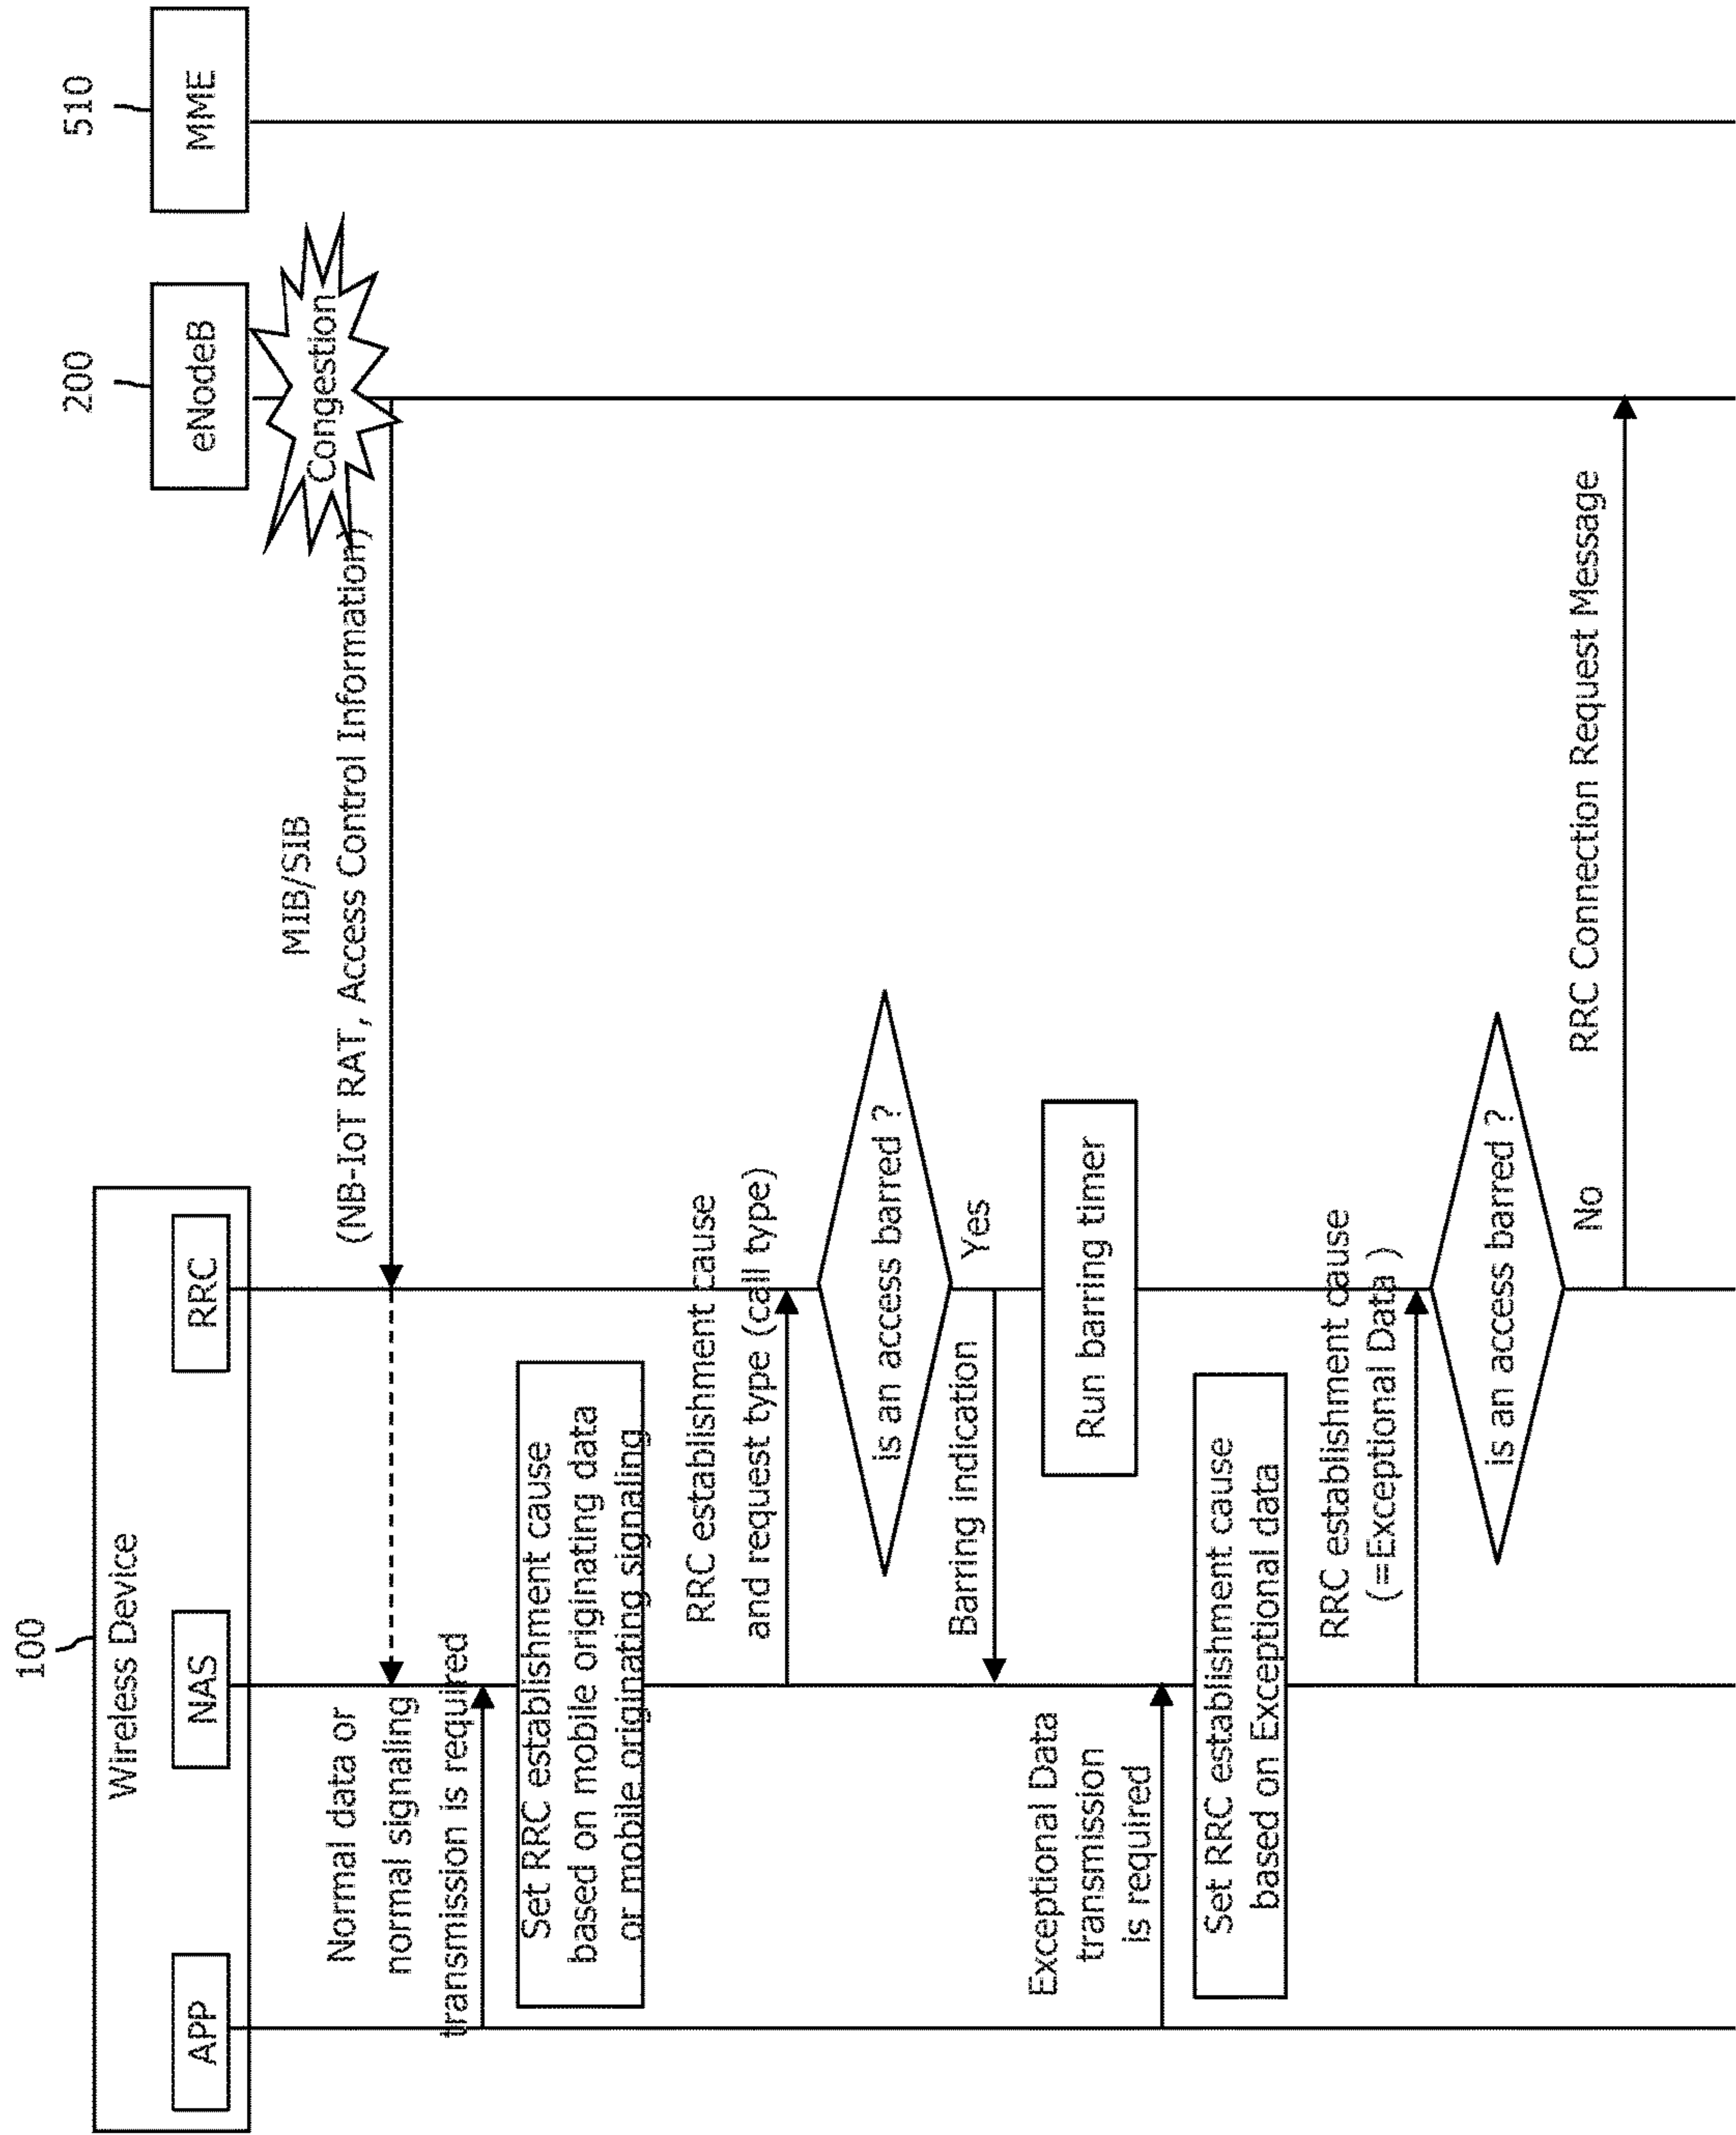 100
Wireless Device
APP
NAS
RRC
200
eNodeB
510
MME
Congestion
MIB/SIB
(NB-IoT RAT, Access Control Information)
Normal data or
normal signaling
transmission is required
Set RRC establishment cause
based on mobile originating data
or mobile originating signaling
RRC establishment cause
and request type (call type)
is an access barred ?
Yes
Barring indication
Run barring timer
Exceptional Data
transmission
is required
Set RRC establishment cause
based on Exceptional data
RRC establishment cause
(=Exceptional Data )
is an access barred ?
No
RRC Connection Request Message